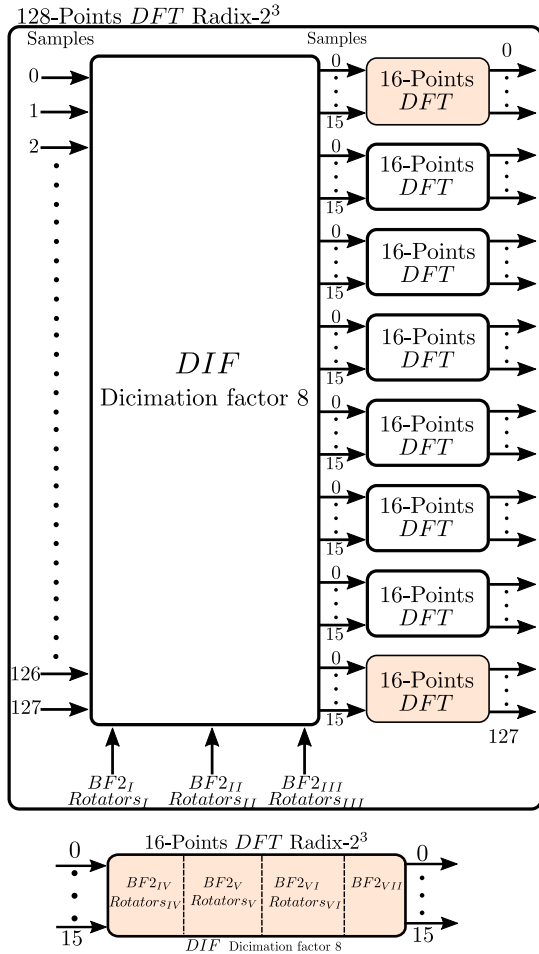 128-Points DFT Radix-2³
Samples Samples
0 0 16-Points DFT 0
1 15
2 0 16-Points DFT
15
0 16-Points DFT
15
0 16-Points DFT
15
DIF
Dicimation factor 8
0 16-Points DFT
15
0 16-Points DFT
15
0 16-Points DFT
15
126 0 16-Points DFT
127 15 127
BF2_I BF2_II BF2_III
Rotators_I Rotators_II Rotators_III
16-Points DFT Radix-2³
0 0
BF2_IV BF2_V BF2_VI BF2_VII
Rotators_IV Rotators_V Rotators_VI
15 15
DIF Dicimation factor 8